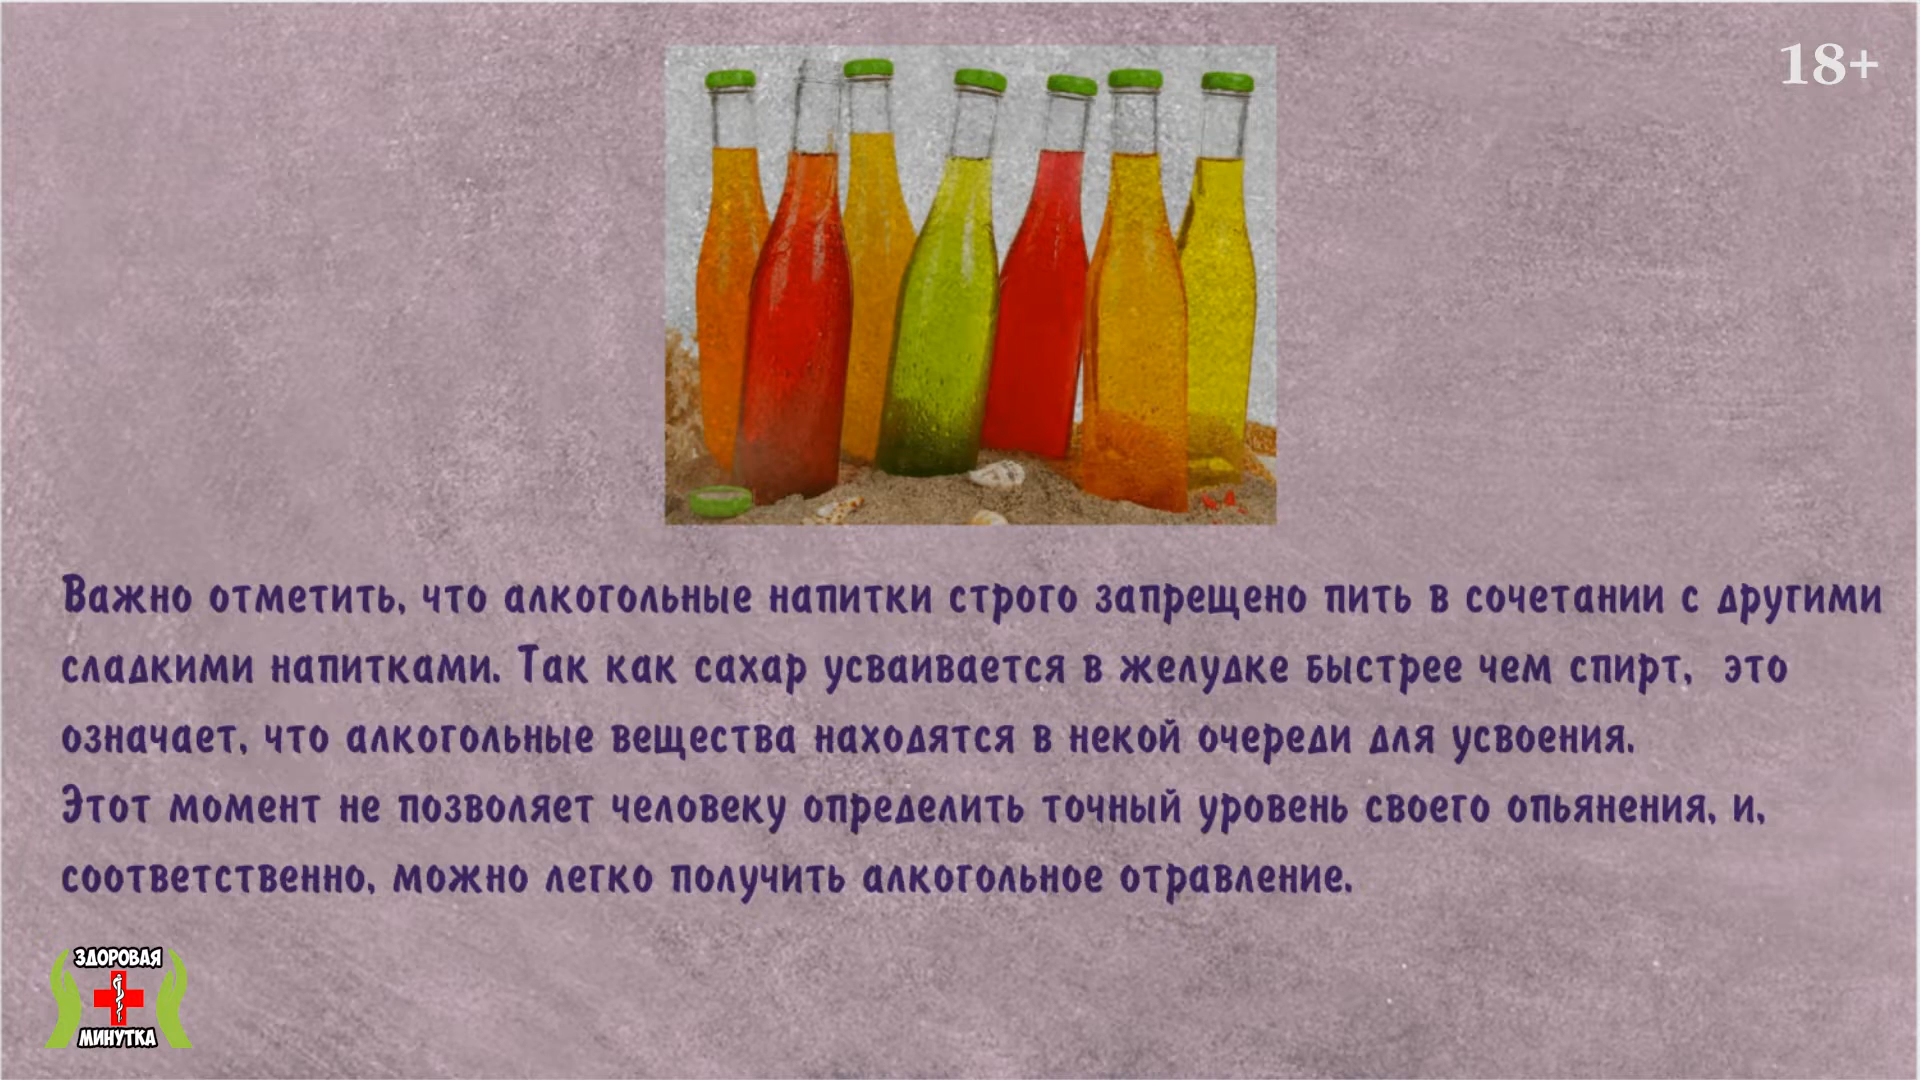 18+
Важно отметить, что алкогольные напитки строго запрещено пить в сочетании с другими
сладкими напитками. Так как сахар усваивается в желудке быстрее чем спирт, это
означает, что алкогольные вещества находятся в некой очереди для усвоения.
Этот момент не позволяет человеку определить точный уровень своего опьянения, и,
соответственно, можно легко получить алкогольное отравление.
ЗДОРОВАЯ
МИНУТКА